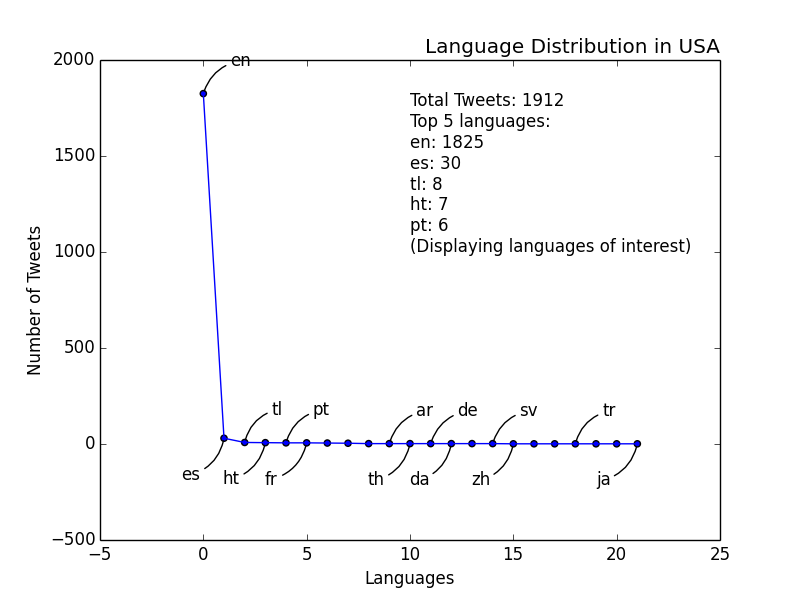 Language Distribution in USA
2000
1500
1000
500
0
−500
Number of Tweets
en
Total Tweets: 1912
Top 5 languages:
en: 1825
es: 30
tl: 8
ht: 7
pt: 6
(Displaying languages of interest)
tl pt ar de sv tr
es ht fr th da zh ja
−5 0 5 10 15 20 25
Languages